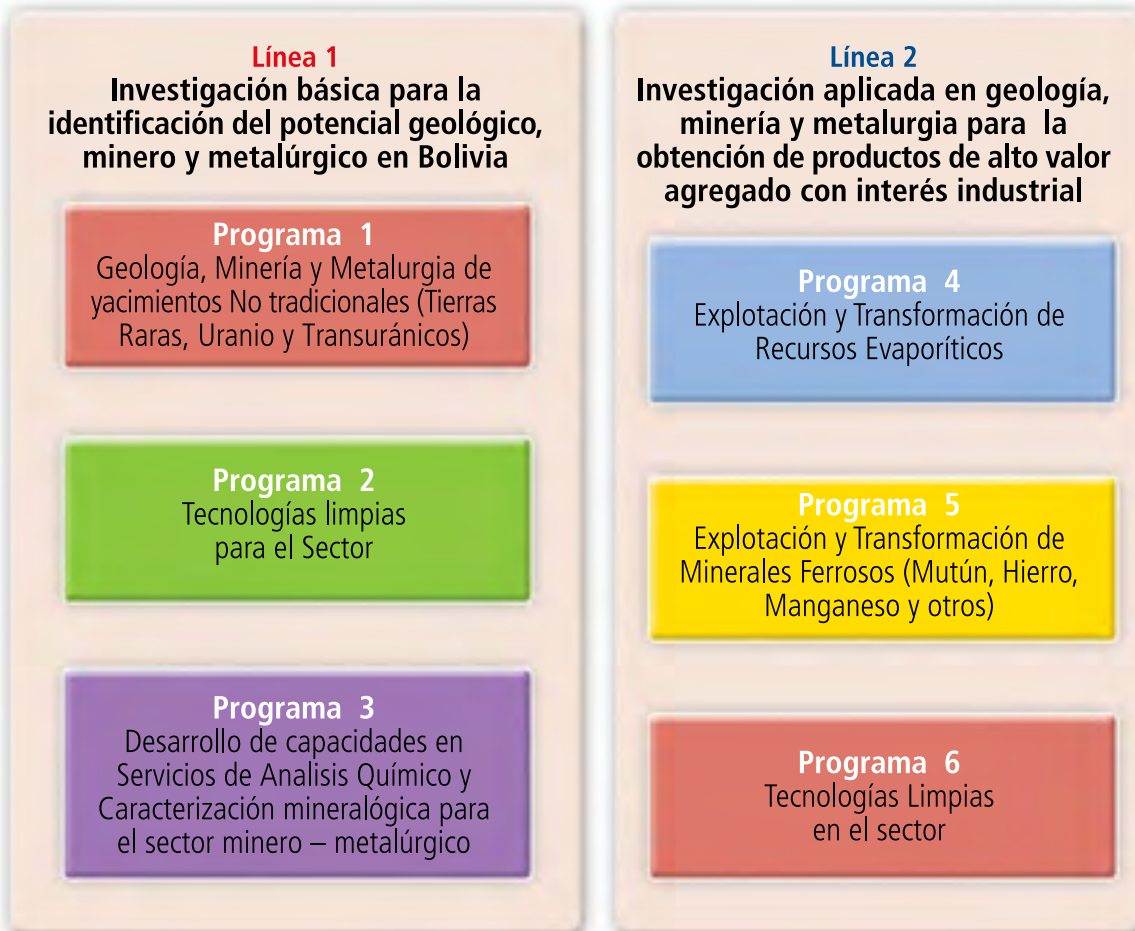 Línea 1
Investigación básica para la
identificación del potencial geológico,
minero y metalúrgico en Bolivia
Programa 1
Geología, Minería y Metalurgia de
yacimientos No tradicionales (Tierras
Raras, Uranio y Transuránicos)
Programa 2
Tecnologías limpias
para el Sector
Programa 3
Desarrollo de capacidades en
Servicios de Analisis Químico y
Caracterización mineralógica para
el sector minero – metalúrgico
Línea 2
Investigación aplicada en geología,
minería y metalurgia para la
obtención de productos de alto valor
agregado con interés industrial
Programa 4
Explotación y Transformación de
Recursos Evaporíticos
Programa 5
Explotación y Transformación de
Minerales Ferrosos (Mutún, Hierro,
Manganeso y otros)
Programa 6
Tecnologías Limpias
en el sector